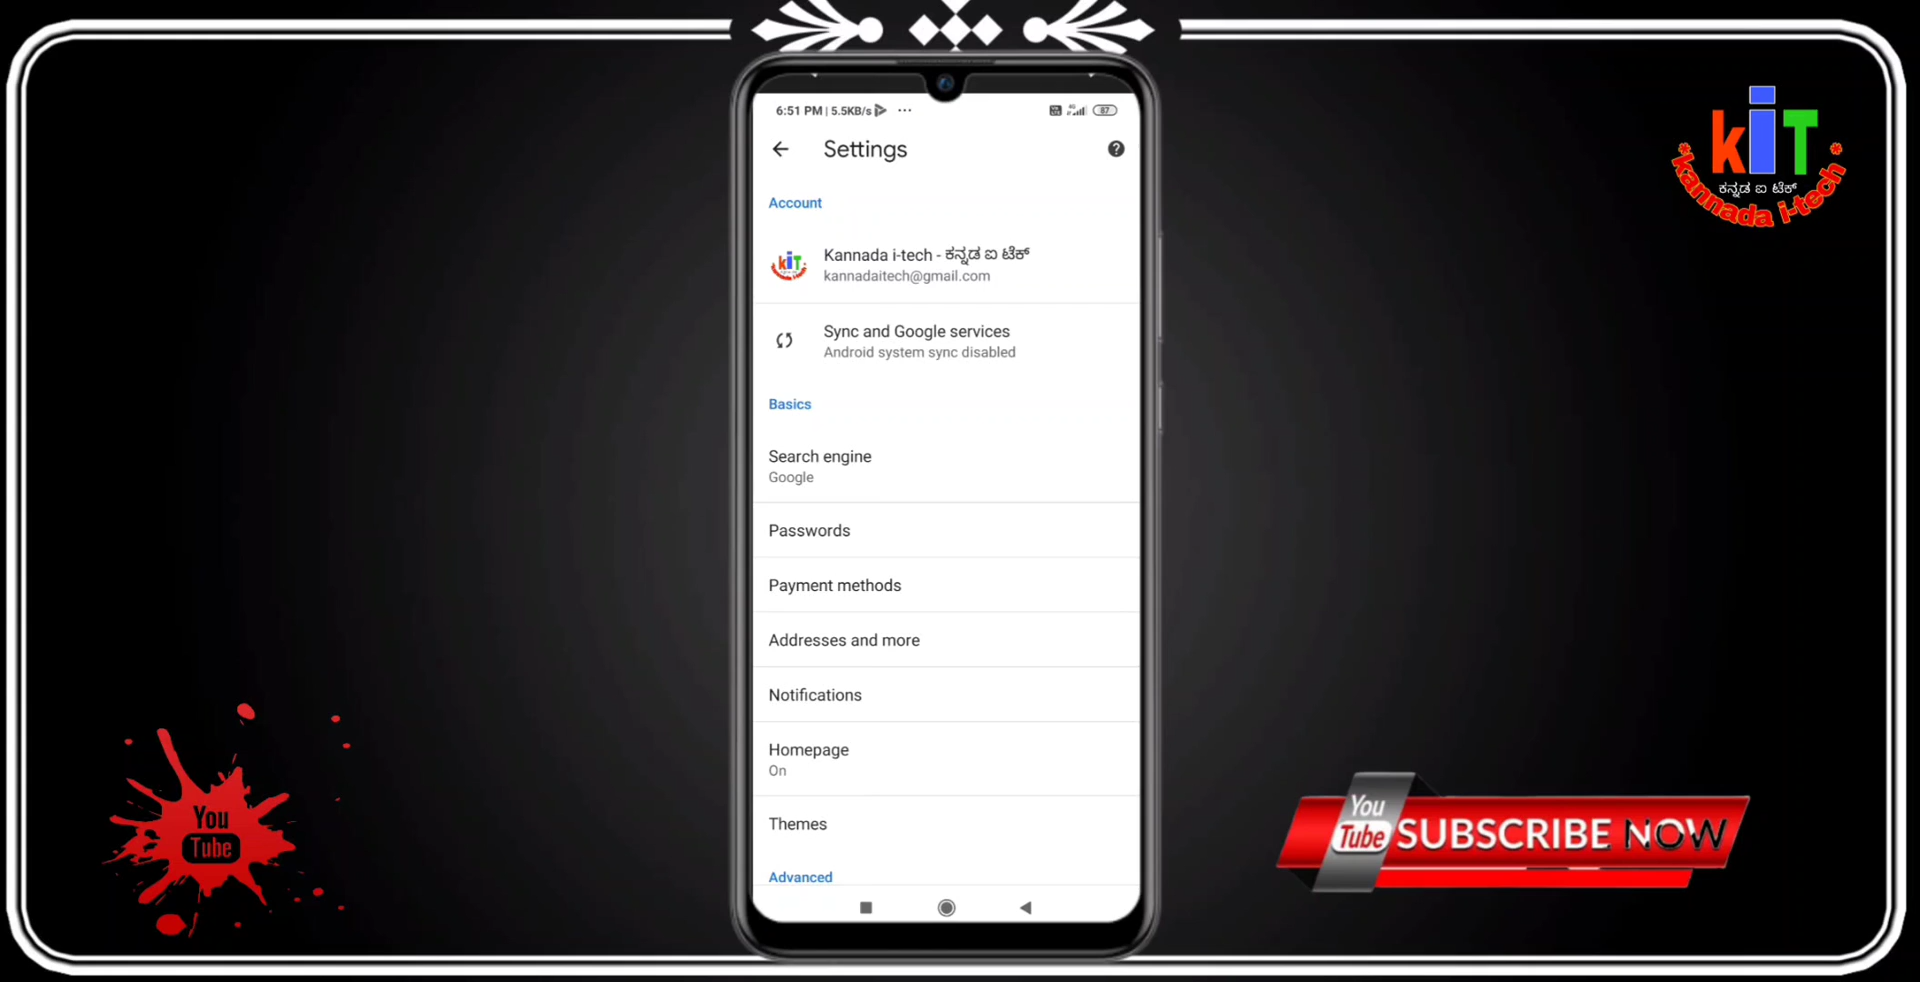 6:51 PM | 5.5KB/s ...
4G
87
Settings
Account
Kannada i-tech - ಕನ್ನಡ ಐ ಟೆಕ್
kannadaitech@gmail.com
Sync and Google services
Android system sync disabled
Basics
Search engine
Google
Passwords
Payment methods
Addresses and more
Notifications
Homepage
On
Themes
Advanced
kiT
ಕನ್ನಡ ಐ ಟೆಕ್
*kannada i-tech*
You
Tube
You
Tube SUBSCRIBE NOW